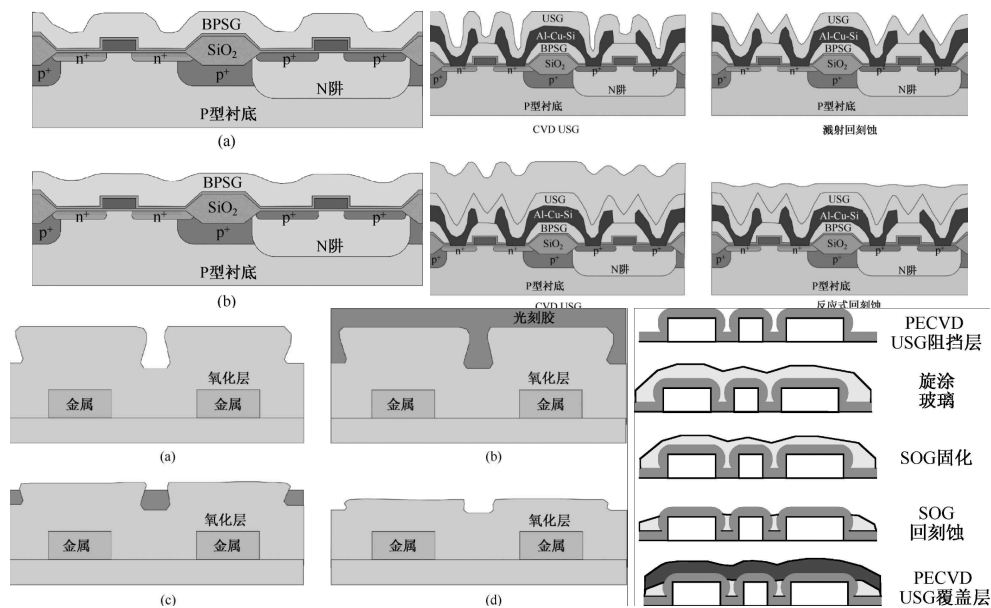 BPSG
SiO2
p+ n+ n+ p+ p+ p+
N阱
P型衬底
(a)
USG
Al-Cu-Si
BPSG
SiO2
p+ n+ n+ p+ p+ p+
N阱
P型衬底
CVD USG
USG
Al-Cu-Si
BPSG
SiO2
p+ n+ n+ p+ p+ p+
N阱
P型衬底
溅射回刻蚀
BPSG
SiO2
p+ n+ n+ p+ p+ p+
N阱
P型衬底
(b)
USG
Al-Cu-Si
BPSG
SiO2
p+ n+ n+ p+ p+ p+
N阱
P型衬底
CVD USG
USG
Al-Cu-Si
BPSG
SiO2
p+ n+ n+ p+ p+ p+
N阱
P型衬底
反应式回刻蚀
氧化层
金属 金属
(a)
光刻胶
氧化层
金属 金属
(b)
氧化层
金属 金属
(c)
氧化层
金属 金属
(d)
PECVD
USG阻挡层
旋涂
玻璃
SOG固化
SOG
回刻蚀
PECVD
USG覆盖层